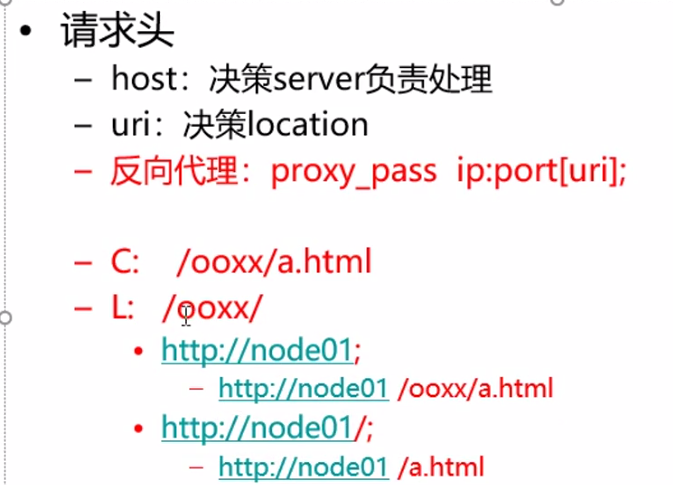 • 请求头
– host：决策server负责处理
– uri：决策location
– 反向代理：proxy_pass ip:port[uri];
– C: /ooxx/a.html
– L: /ooxx/
• http://node01;
– http://node01 /ooxx/a.html
• http://node01/;
– http://node01 /a.html